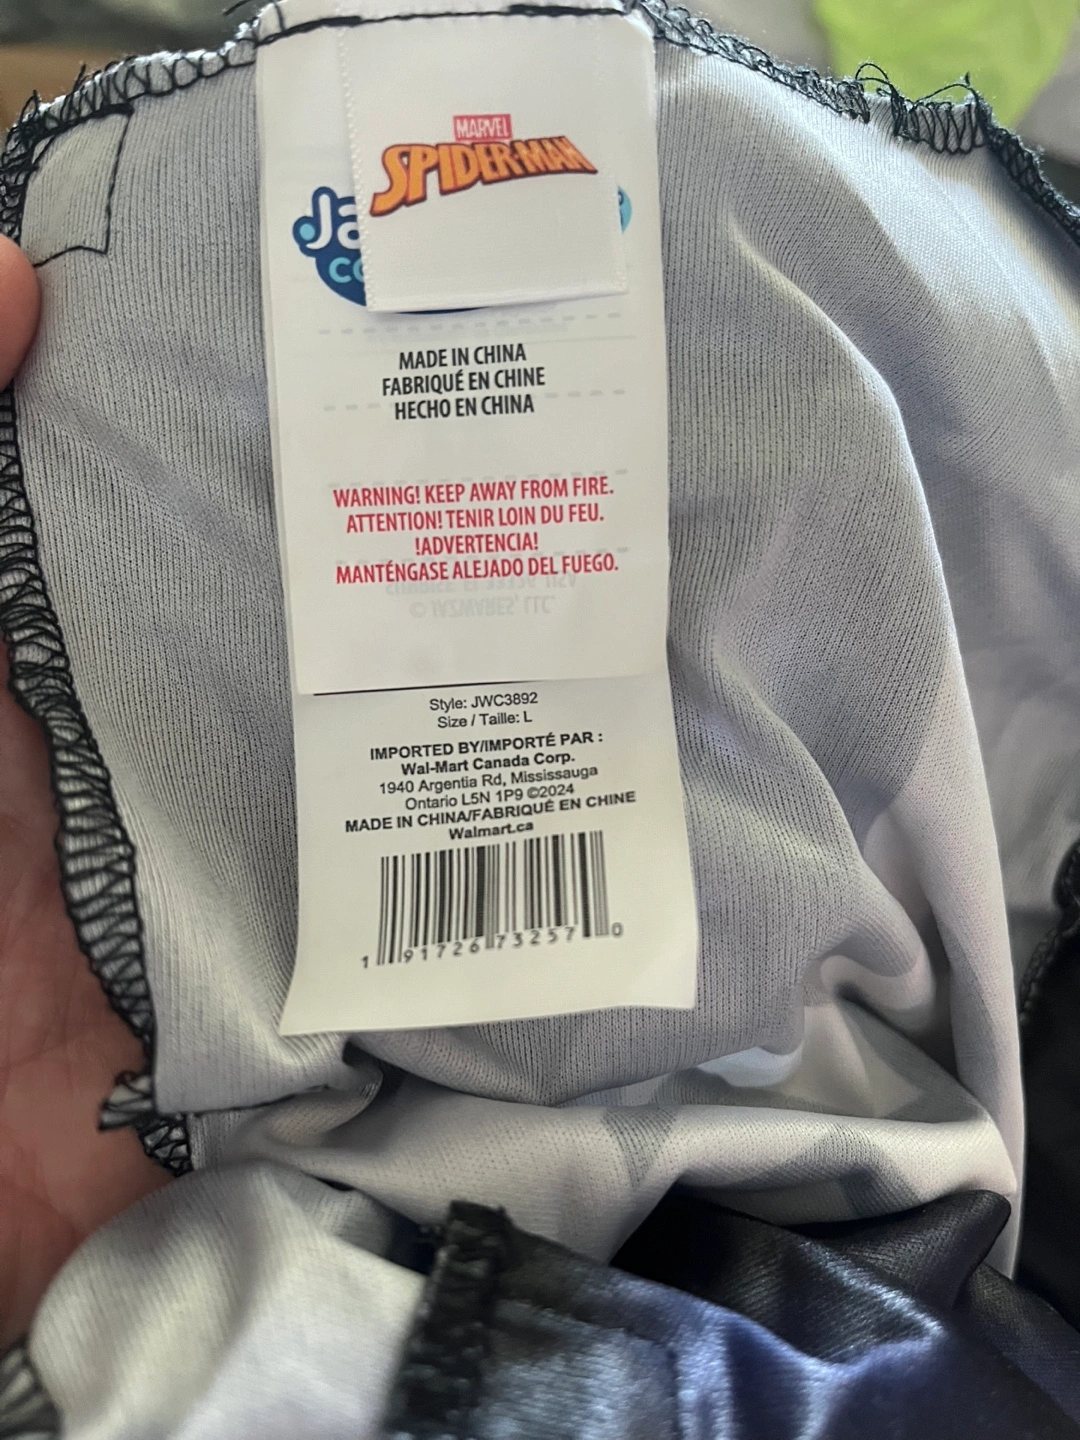 MARVEL
SPIDER-MAN
Ja
CO
MADE IN CHINA
FABRIQUÉ EN CHINE
HECHO EN CHINA
WARNING! KEEP AWAY FROM FIRE.
ATTENTION! TENIR LOIN DU FEU.
!ADVERTENCIA!
MANTÉNGASE ALEJADO DEL FUEGO.
Style: JWC3892
Size / Taille: L
IMPORTED BY/IMPORTÉ PAR :
Wal-Mart Canada Corp.
1940 Argentia Rd, Mississauga
Ontario L5N 1P9 ©2024
MADE IN CHINA/FABRIQUÉ EN CHINE
Walmart.ca
1 91726 73257 0